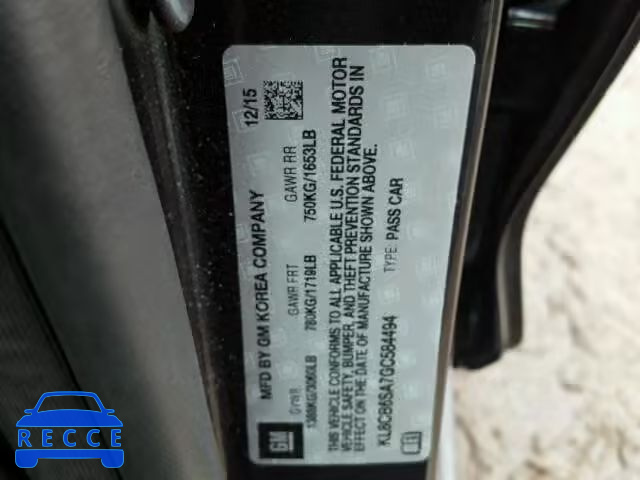 MFD BY GM KOREA COMPANY 12/15
GVWR GAWR FRT GAWR RR
780KG/1719LB 750KG/1653LB
THIS VEHICLE CONFORMS TO ALL APPLICABLE U.S. FEDERAL MOTOR
VEHICLE SAFETY, BUMPER, AND THEFT PREVENTION STANDARDS IN
EFFECT ON THE DATE OF MANUFACTURE SHOWN ABOVE.
KL8CB6SA7GC584494 TYPE: PASS CAR
GM
RECCE